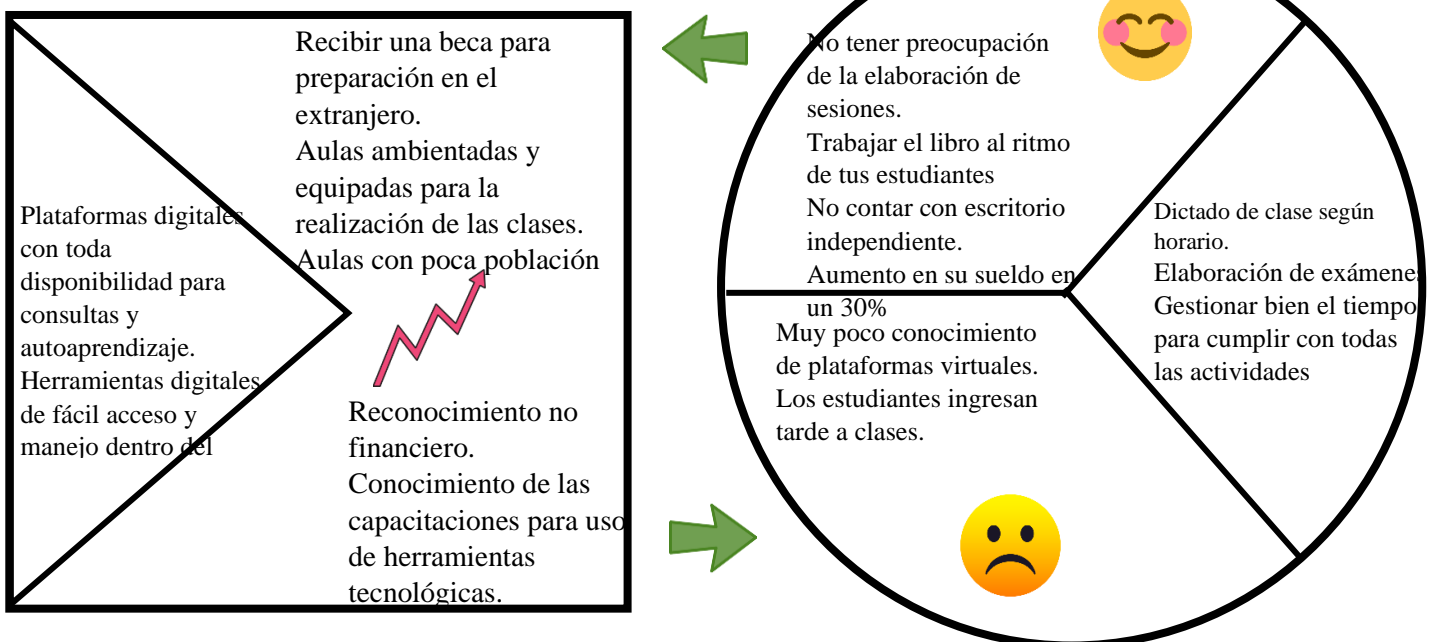 Recibir una beca para
preparación en el
extranjero.
Aulas ambientadas y
equipadas para la
realización de las clases.
Aulas con poca población
Plataformas digitales
con toda
disponibilidad para
consultas y
autoaprendizaje.
Herramientas digitales
de fácil acceso y
manejo dentro del
Reconocimiento no
financiero.
Conocimiento de las
capacitaciones para uso
de herramientas
tecnológicas.
No tener preocupación
de la elaboración de
sesiones.
Trabajar el libro al ritmo
de tus estudiantes
No contar con escritorio
independiente.
Aumento en su sueldo en
un 30%
Muy poco conocimiento
de plataformas virtuales.
Los estudiantes ingresan
tarde a clases.
Dictado de clase según
horario.
Elaboración de exámenes
Gestionar bien el tiempo
para cumplir con todas
las actividades